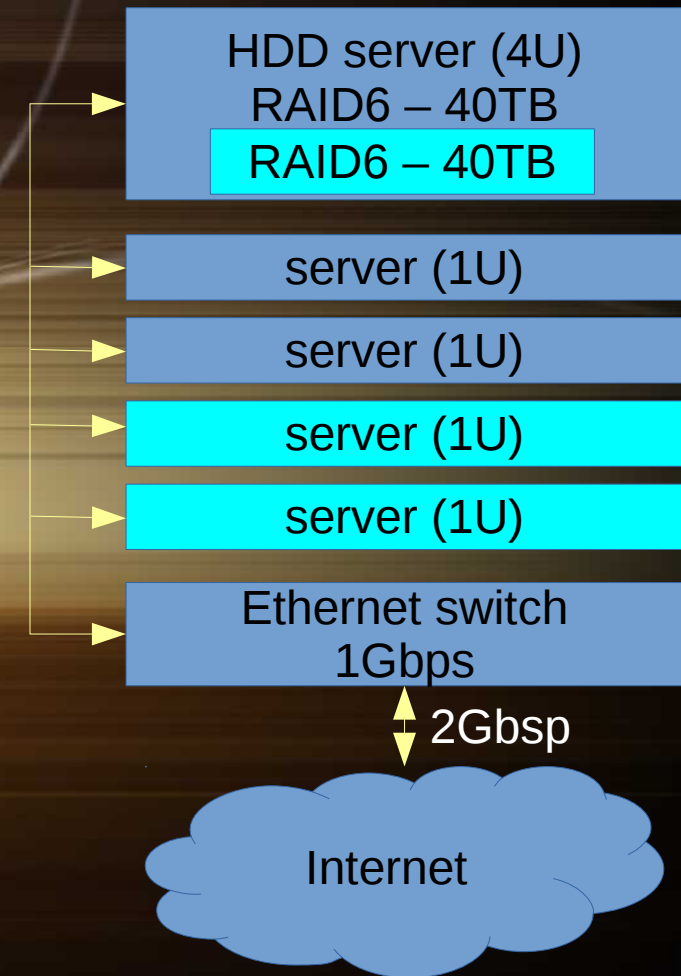 HDD server (4U)
RAID6 – 40TB
RAID6 – 40TB
server (1U)
server (1U)
server (1U)
server (1U)
Ethernet switch
1Gbps
2Gbsp
Internet